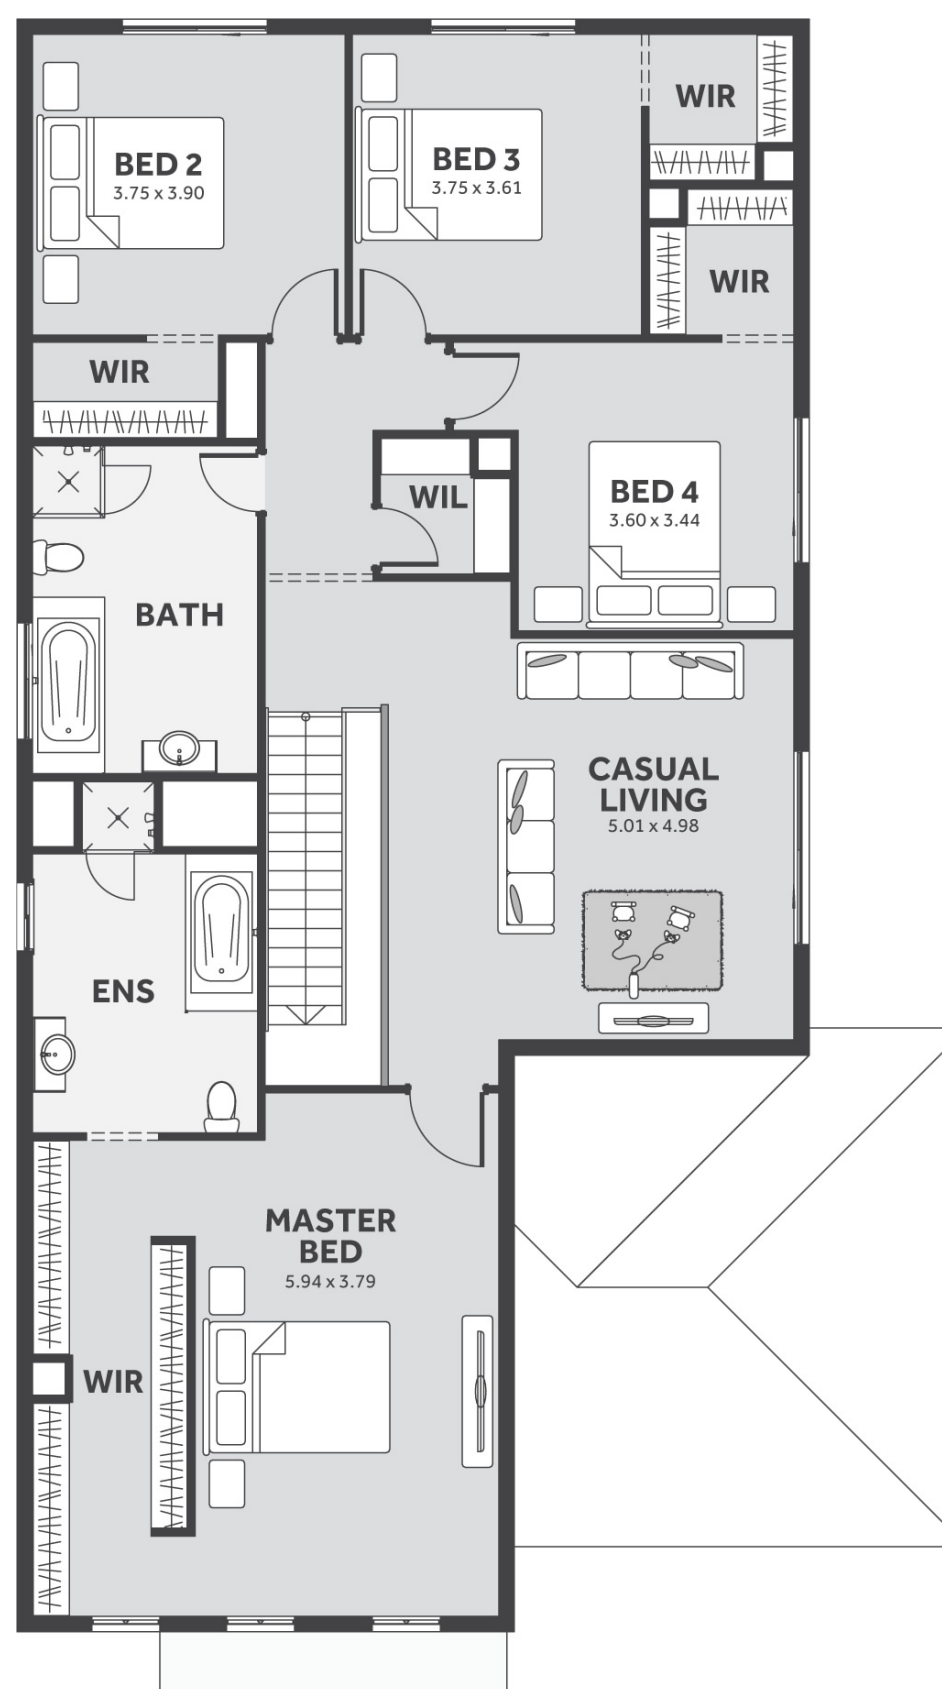 WIR
BED 2
3.75 x 3.90
BED 3
3.75 x 3.61
WIR
WIR
BED 4
3.60 x 3.44
WIL
BATH
CASUAL
LIVING
5.01 x 4.98
ENS
MASTER
BED
5.94 x 3.79
WIR